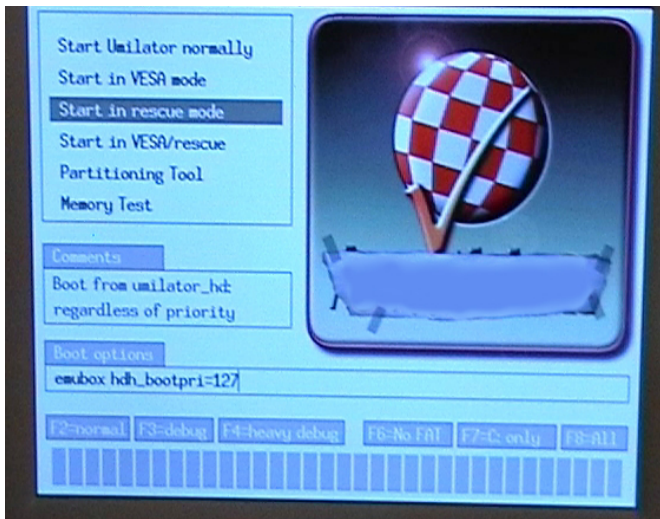 Start Umilator normally
Start in VESA mode
Start in rescue mode
Start in VESA/rescue
Partitioning Tool
Memory Test
Comments
Boot from umilator_hd:
regardless of priority
Boot options
emubox hdh_bootpri=127
F2=normal F3=debug F4=heavy debug F6=No FAT F7=C: only F8=All